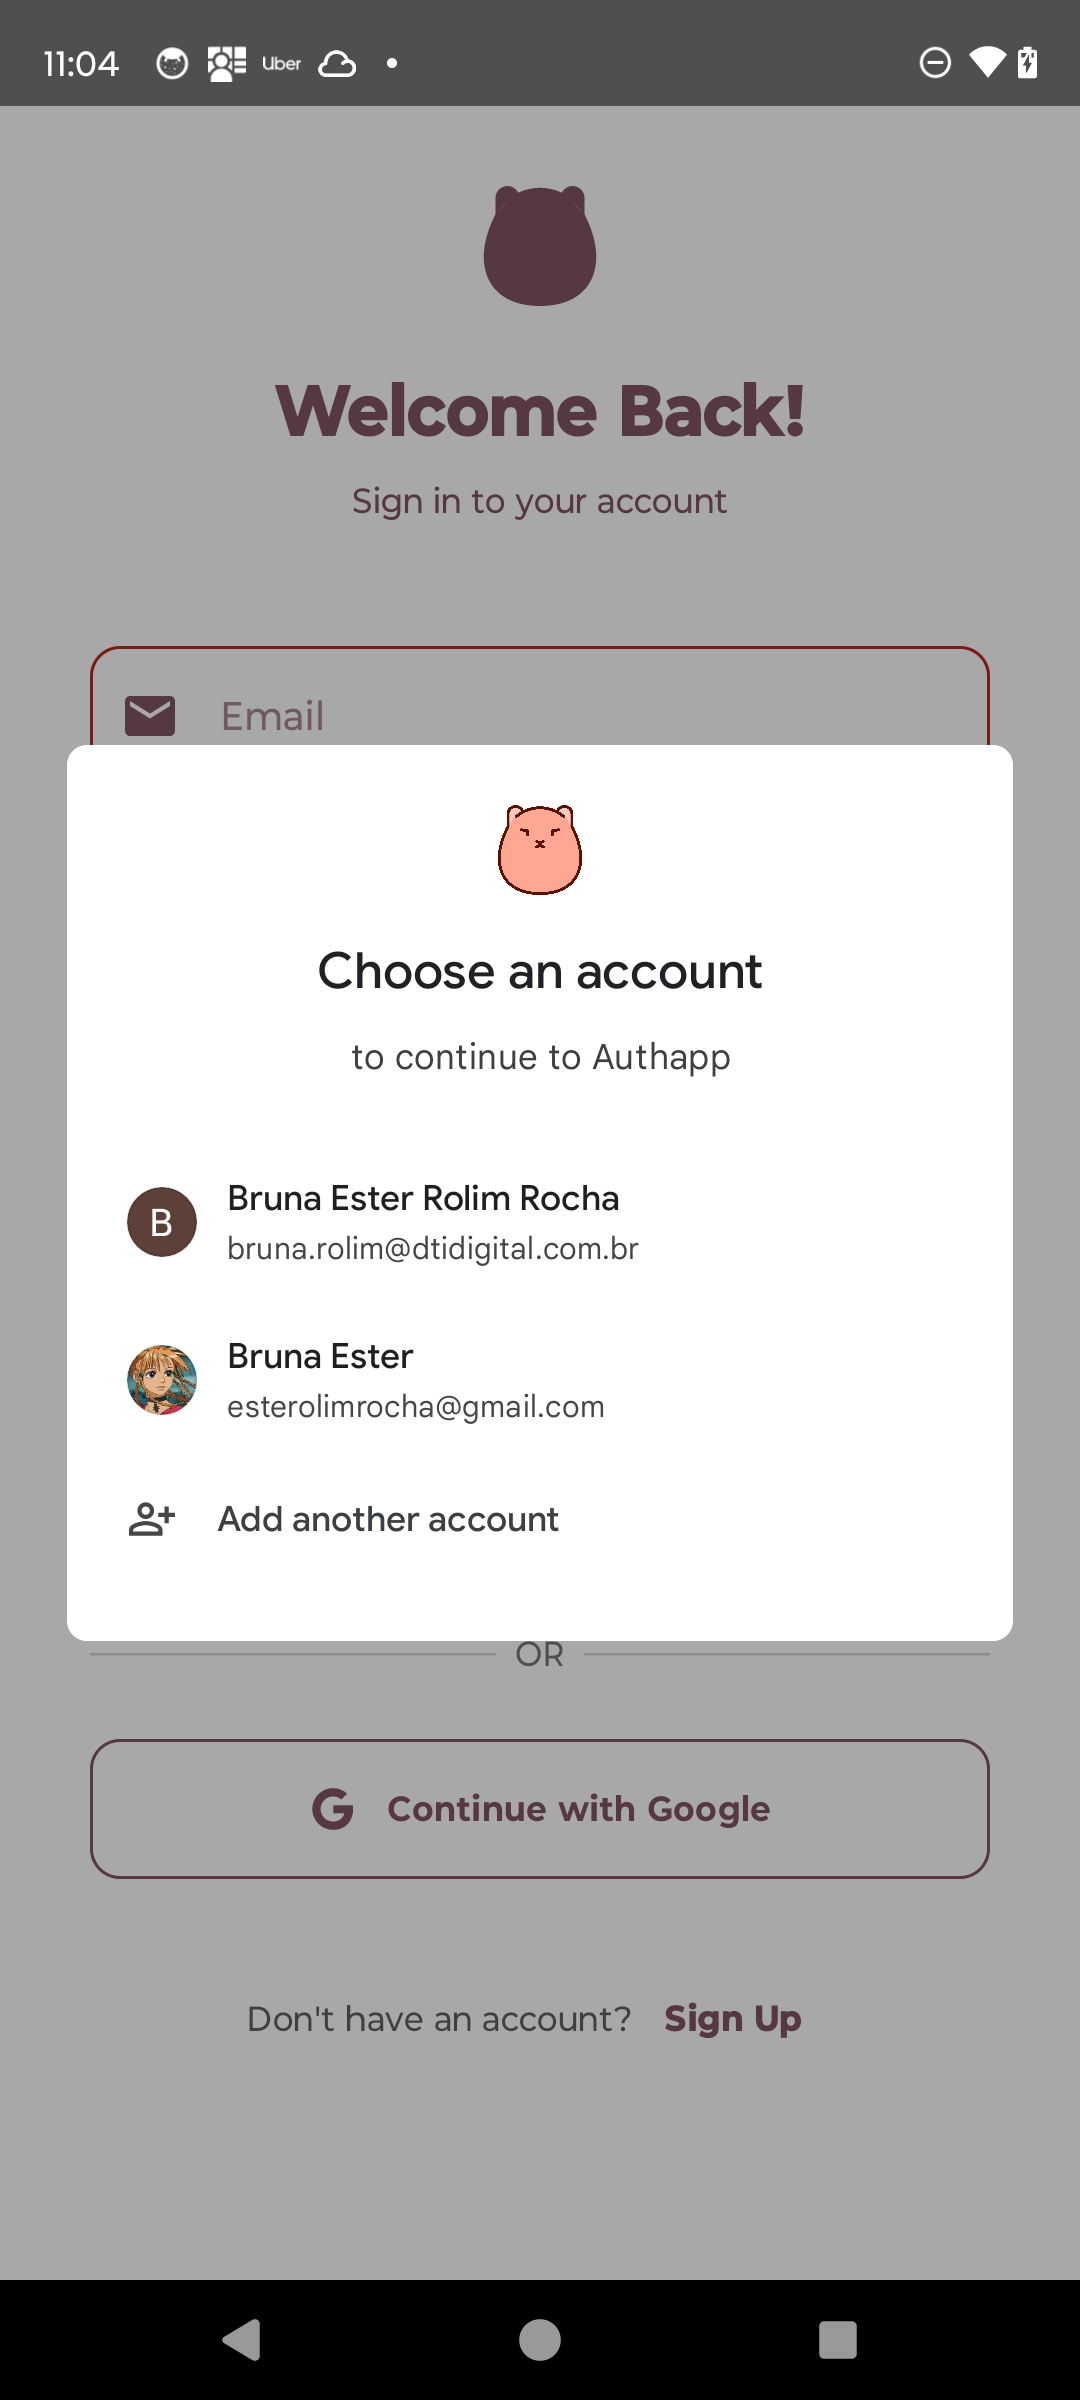 11:04 Uber
Welcome Back!
Sign in to your account
Email
Choose an account
to continue to Authapp
B
Bruna Ester Rolim Rocha
bruna.rolim@dtidigital.com.br
Bruna Ester
esterolimrocha@gmail.com
Add another account
OR
G Continue with Google
Don't have an account? Sign Up